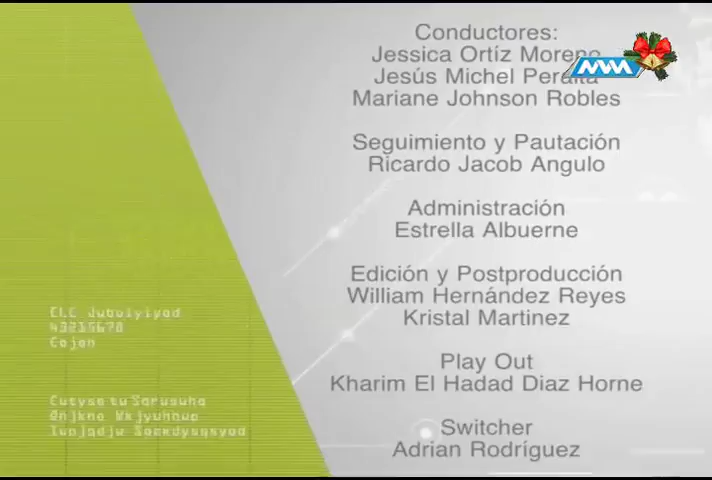 Conductores:
Jessica Ortíz Moreno
Jesús Michel Peralta
Mariane Johnson Robles
Seguimiento y Pautación
Ricardo Jacob Angulo
Administración
Estrella Albuerne
Edición y Postproducción
William Hernández Reyes
Kristal Martinez
Play Out
Kharim El Hadad Diaz Horne
Switcher
Adrian Rodríguez
43215678